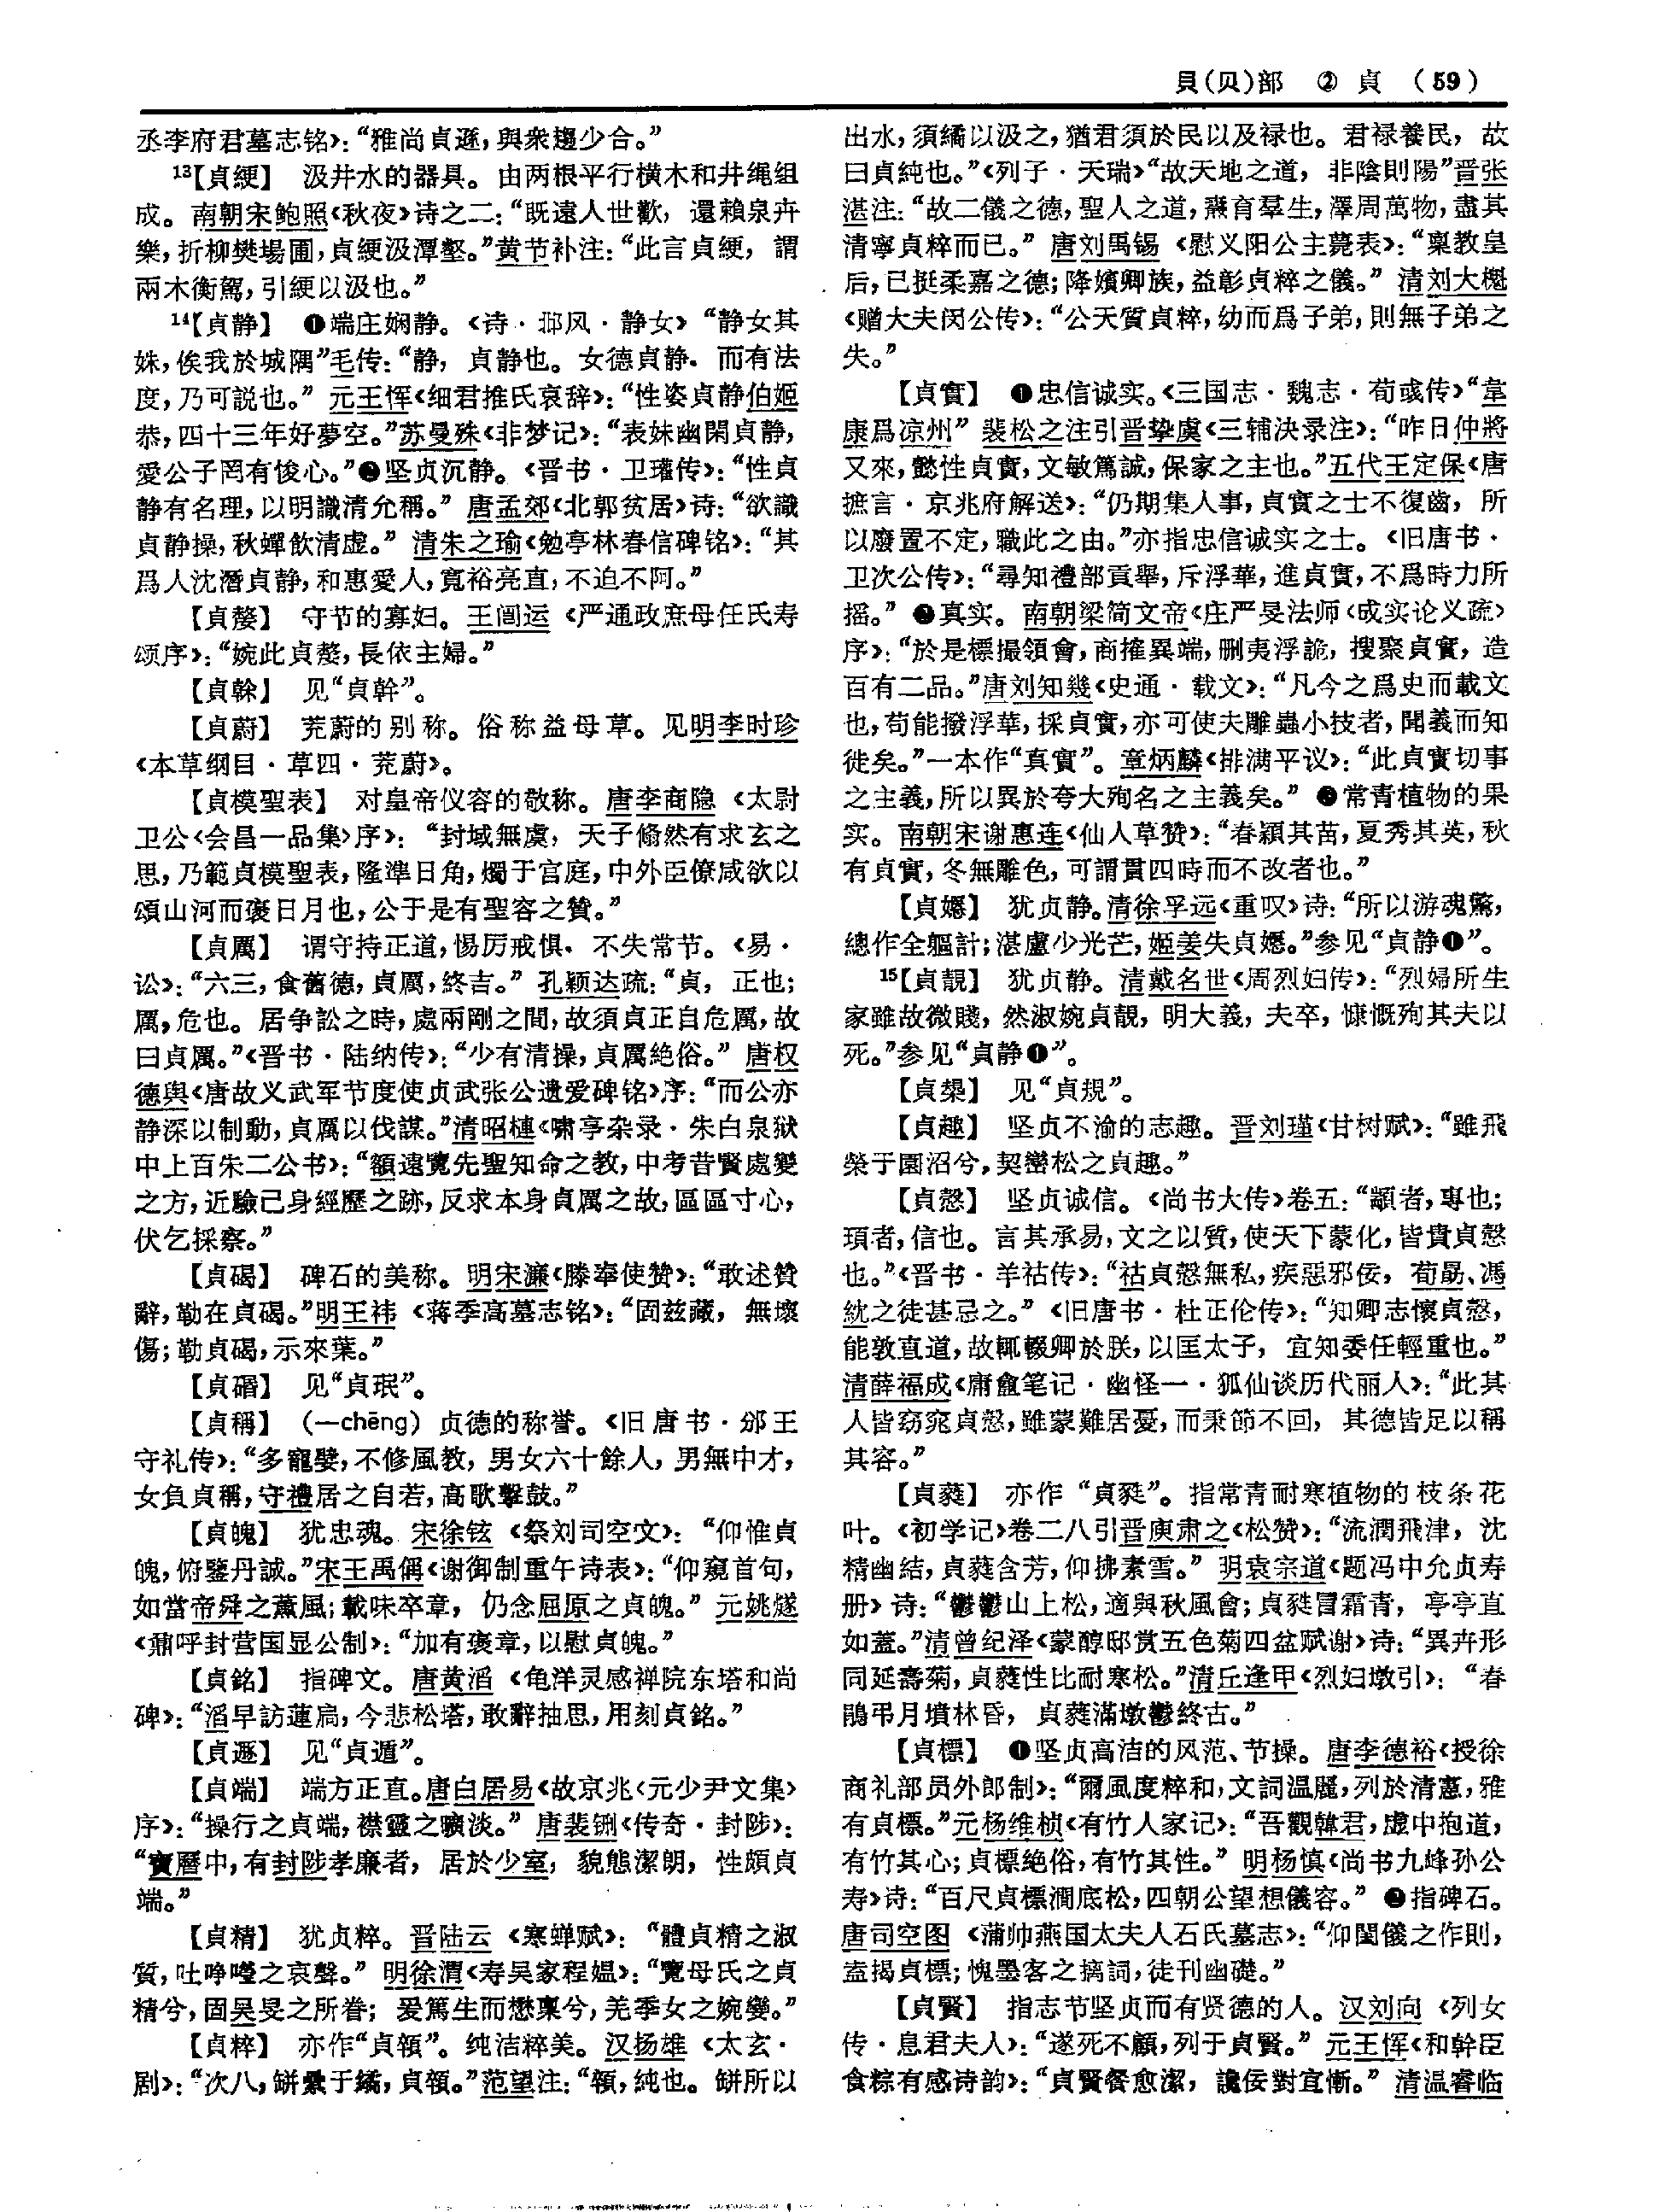 貝(贝)部 ② 貞 (59)
丞李府君墓志铭》:“雅尚貞遜,與衆趨少合。”
¹³【貞綆】 汲井水的器具。由两根平行横木和井绳组
成。南朝宋鲍照《秋夜》诗之二:“既遠人世歡,還賴泉卉
樂,折柳樊場圃,貞綆汲潭壑。”黄节补注:“此言貞綆,謂
兩木衡駕,引綆以汲也。”
¹⁴【貞静】 ❶端庄娴静。《诗·邶风·静女》“静女其
姝,俟我於城隅”毛传:“静,貞静也。女德貞静,而有法
度,乃可説也。”元王恽《细君推氏哀辞》:“性姿貞静伯姬
恭,四十三年好夢空。”苏曼殊《非梦记》:“表妹幽閑貞静,
愛公子罔有悛心。”❷坚贞沉静。《晋书·卫瓘传》:“性貞
静有名理,以明識清允稱。”唐孟郊《北郭贫居》诗:“欲識
貞静操,秋蟬飲清虚。”清朱之瑜《勉亭林春信碑铭》:“其
爲人沈潛貞静,和惠愛人,寬裕亮直,不迫不阿。”
【貞嫠】 守节的寡妇。王闿运《严通政庶母任氏寿
颂序》:“婉此貞嫠,長依主婦。”
【貞榦】 见“貞幹”。
【貞蔚】 茺蔚的别称。俗称益母草。见明李时珍
《本草纲目·草四·茺蔚》。
【貞模聖表】 对皇帝仪容的敬称。唐李商隐《太尉
卫公〈会昌一品集〉序》:“封域無虞,天子翛然有求玄之
思,乃範貞模聖表,隆準日角,燭于宫庭,中外臣僚咸欲以
頌山河而褒日月也,公于是有聖容之贊。”
【貞厲】 谓守持正道,惕厉戒惧,不失常节。《易·
讼》:“六三,食舊德,貞厲,終吉。”孔颖达疏:“貞,正也;
厲,危也。居争訟之時,處兩剛之間,故須貞正自危厲,故
曰貞厲。”《晋书·陆纳传》:“少有清操,貞厲絶俗。”唐权
德舆《唐故义武军节度使贞武张公遗爱碑铭》序:“而公亦
静深以制動,貞厲以伐謀。”清昭槤《啸亭杂录·朱白泉狱
中上百朱二公书》:“額遠覽先聖知命之教,中考昔賢處變
之方,近驗己身經歷之跡,反求本身貞厲之故,區區寸心,
伏乞採察。”
【貞碣】 碑石的美称。明宋濂《滕奉使赞》:“敢述贊
辭,勒在貞碣。”明王祎《蒋季高墓志铭》:“固兹藏,無壞
傷;勒貞碣,示來葉。”
【貞碈】 见“貞珉”。
【貞稱】 (—chēng)贞德的称誉。《旧唐书·邠王
守礼传》:“多寵嬖,不修風教,男女六十餘人,男無中才,
女負貞稱,守禮居之自若,高歌擊鼓。”
【貞魄】 犹忠魂。宋徐铉《祭刘司空文》:“仰惟貞
魄,俯鑒丹誠。”宋王禹偁《谢御制重午诗表》:“仰窺首句,
如當帝舜之薰風;載味卒章,仍念屈原之貞魄。”元姚燧
《鼐呼封营国显公制》:“加有褒章,以慰貞魄。”
【貞銘】 指碑文。唐黄滔《龟洋灵感禅院东塔和尚
碑》:“滔早訪蓮扃,今悲松塔,敢辭抽思,用刻貞銘。”
【貞遯】 见“貞遁”。
【貞端】 端方正直。唐白居易《故京兆〈元少尹文集〉
序》:“操行之貞端,襟靈之曠淡。”唐裴铏《传奇·封陟》:
“寶曆中,有封陟孝廉者,居於少室,貌態潔朗,性頗貞
端。”
【貞精】 犹贞粹。晋陆云《寒蝉赋》:“體貞精之淑
質,吐哼嚶之哀聲。”明徐渭《寿吴家程媪》:“覽母氏之貞
精兮,固吴旻之所眷;爰篤生而懋稟兮,羌季女之婉孌。”
【貞粹】 亦作“貞䫏”。纯洁粹美。汉扬雄《太玄·
剧》:“次八,缾纍于繘,貞䫏。”范望注:“䫏,純也。缾所以
出水,須繘以汲之,猶君須於民以及禄也。君禄養民,故
曰貞純也。”《列子·天瑞》“故天地之道,非陰則陽”晋张
湛注:“故二儀之德,聖人之道,燾育羣生,澤周萬物,盡其
清寧貞粹而已。”唐刘禹锡《慰义阳公主薨表》:“稟教皇
后,已挺柔嘉之德;降嬪卿族,益彰貞粹之儀。”清刘大櫆
《赠大夫闵公传》:“公天質貞粹,幼而爲子弟,則無子弟之
失。”
【貞實】 ❶忠信诚实。《三国志·魏志·荀彧传》“韋
康爲凉州”裴松之注引晋挚虞《三辅决录注》:“昨日仲將
又來,懿性貞實,文敏篤誠,保家之主也。”五代王定保《唐
摭言·京兆府解送》:“仍期集人事,貞實之士不復齒,所
以廢置不定,職此之由。”亦指忠信诚实之士。《旧唐书·
卫次公传》:“尋知禮部貢舉,斥浮華,進貞實,不爲時力所
摇。”❷真实。南朝梁简文帝《庄严旻法师〈成实论义疏〉
序》:“於是標撮領會,商搉異端,删夷浮詭,搜聚貞實,造
百有二品。”唐刘知幾《史通·载文》:“凡今之爲史而載文
也,苟能撥浮華,採貞實,亦可使夫雕蟲小技者,聞義而知
徙矣。”一本作“真實”。章炳麟《排满平议》:“此貞實切事
之主義,所以異於夸大殉名之主義矣。”❸常青植物的果
实。南朝宋谢惠连《仙人草赞》:“春穎其苗,夏秀其英,秋
有貞實,冬無雕色,可謂貫四時而不改者也。”
【貞嫕】 犹贞静。清徐孚远《重叹》诗:“所以游魂驚,
總作全軀計;湛盧少光芒,姬姜失貞嫕。”参见“貞静❶”。
¹⁵【貞靚】 犹贞静。清戴名世《周烈妇传》:“烈婦所生
家雖故微賤,然淑婉貞靚,明大義,夫卒,慷慨殉其夫以
死。”参见“貞静❶”。
【貞槼】 见“貞規”。
【貞趣】 坚贞不渝的志趣。晋刘瑾《甘树赋》:“雖飛
榮于園沼兮,契巒松之貞趣。”
【貞慤】 坚贞诚信。《尚书大传》卷五:“顓者,專也;
頊者,信也。言其承易,文之以質,使天下蒙化,皆貴貞慤
也。”《晋书·羊祜传》:“祜貞慤無私,疾惡邪佞,荀勗、馮
紞之徒甚忌之。”《旧唐书·杜正伦传》:“知卿志懷貞慤,
能敦直道,故輒輟卿於朕,以匡太子,宜知委任輕重也。”
清薛福成《庸盦笔记·幽怪一·狐仙谈历代丽人》:“此其
人皆窈窕貞慤,雖蒙難居憂,而秉節不回,其德皆足以稱
其容。”
【貞蕤】 亦作“貞甤”。指常青耐寒植物的枝条花
叶。《初学记》卷二八引晋庾肃之《松赞》:“流潤飛津,沈
精幽結,貞蕤含芳,仰拂素雪。”明袁宗道《题冯中允贞寿
册》诗:“鬱鬱山上松,適與秋風會;貞甤冒霜青,亭亭直
如蓋。”清曾纪泽《蒙醇邸赏五色菊四盆赋谢》诗:“異卉形
同延壽菊,貞蕤性比耐寒松。”清丘逢甲《烈妇墩引》:“春
鵑弔月墳林昏,貞蕤滿墩鬱終古。”
【貞標】 ❶坚贞高洁的风范、节操。唐李德裕《授徐
商礼部员外郎制》:“爾風度粹和,文詞温麗,列於清憲,雅
有貞標。”元杨维桢《有竹人家记》:“吾觀韓君,虚中抱道,
有竹其心;貞標絶俗,有竹其性。”明杨慎《尚书九峰孙公
寿》诗:“百尺貞標澗底松,四朝公望想儀容。”❷指碑石。
唐司空图《蒲帅燕国太夫人石氏墓志》:“仰閨儀之作則,
盍揭貞標;愧墨客之摛詞,徒刊幽礎。”
【貞賢】 指志节坚贞而有贤德的人。汉刘向《列女
传·息君夫人》:“遂死不顧,列于貞賢。”元王恽《和幹臣
食粽有感诗韵》:“貞賢餐愈潔,讒佞對宜慚。”清温睿临